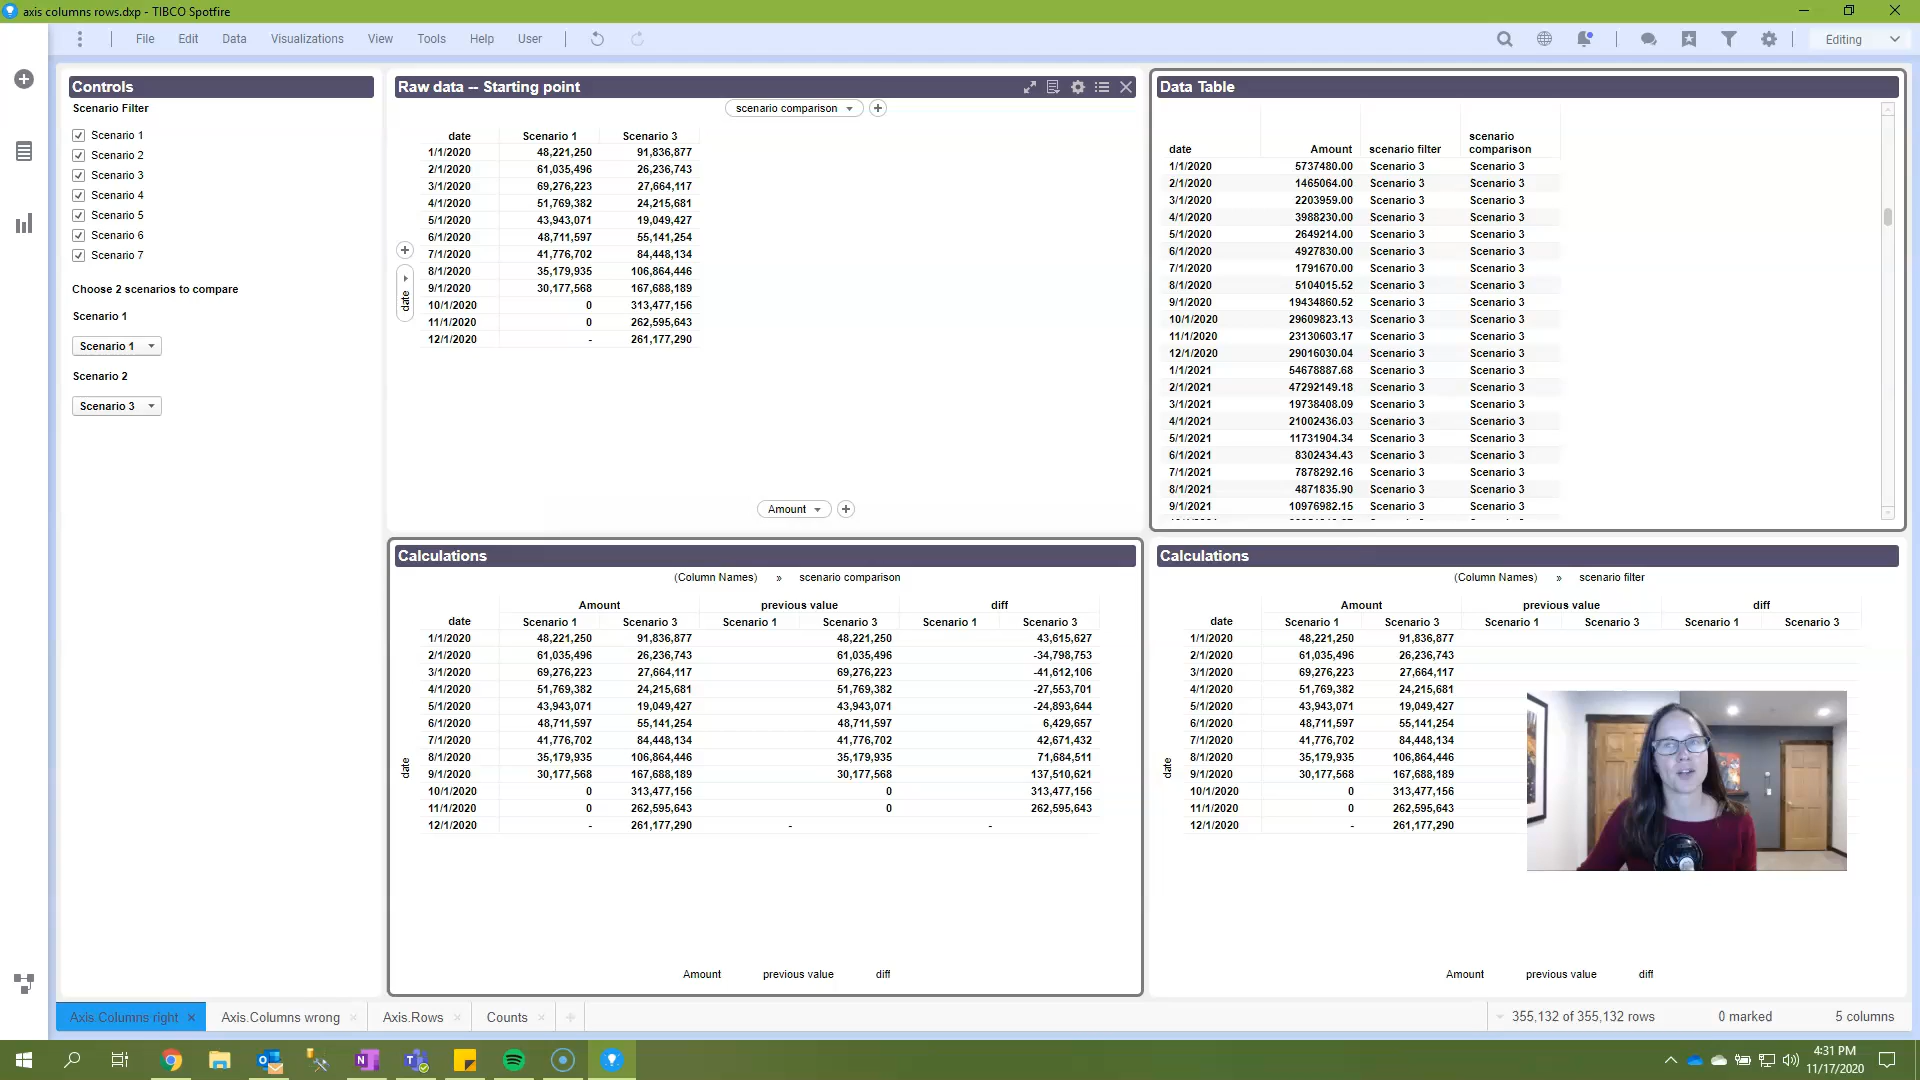 axis columns rows.dxp - TIBCO Spotfire
File Edit Data Visualizations View Tools Help User Editing
Controls
Scenario Filter
Scenario 1
Scenario 2
Scenario 3
Scenario 4
Scenario 5
Scenario 6
Scenario 7
Choose 2 scenarios to compare
Scenario 1
Scenario 1
Scenario 2
Scenario 3
Raw data -- Starting point
scenario comparison
date Scenario 1 Scenario 3
1/1/2020 48,221,250 91,836,877
2/1/2020 61,035,496 26,236,743
3/1/2020 69,276,223 27,664,117
4/1/2020 51,769,382 24,215,681
5/1/2020 43,943,071 19,049,427
6/1/2020 48,711,597 55,141,254
7/1/2020 41,776,702 84,448,134
8/1/2020 35,179,935 106,864,446
9/1/2020 30,177,568 167,688,189
10/1/2020 0 313,477,156
11/1/2020 0 262,595,643
12/1/2020 - 261,177,290
date
Amount
Data Table
date Amount scenario filter scenario comparison
1/1/2020 5737480.00 Scenario 3 Scenario 3
2/1/2020 1465064.00 Scenario 3 Scenario 3
3/1/2020 2203959.00 Scenario 3 Scenario 3
4/1/2020 3988230.00 Scenario 3 Scenario 3
5/1/2020 2649214.00 Scenario 3 Scenario 3
6/1/2020 4927830.00 Scenario 3 Scenario 3
7/1/2020 1791670.00 Scenario 3 Scenario 3
8/1/2020 5104015.52 Scenario 3 Scenario 3
9/1/2020 19434860.52 Scenario 3 Scenario 3
10/1/2020 29609823.13 Scenario 3 Scenario 3
11/1/2020 23130603.17 Scenario 3 Scenario 3
12/1/2020 29016030.04 Scenario 3 Scenario 3
1/1/2021 54678887.68 Scenario 3 Scenario 3
2/1/2021 47292149.18 Scenario 3 Scenario 3
3/1/2021 19738408.09 Scenario 3 Scenario 3
4/1/2021 21002436.03 Scenario 3 Scenario 3
5/1/2021 11731904.34 Scenario 3 Scenario 3
6/1/2021 8302434.43 Scenario 3 Scenario 3
7/1/2021 7878292.16 Scenario 3 Scenario 3
8/1/2021 4871835.90 Scenario 3 Scenario 3
9/1/2021 10976982.15 Scenario 3 Scenario 3
Calculations
(Column Names) » scenario comparison
Amount previous value diff
date Scenario 1 Scenario 3 Scenario 1 Scenario 3 Scenario 1 Scenario 3
1/1/2020 48,221,250 91,836,877 48,221,250 43,615,627
2/1/2020 61,035,496 26,236,743 61,035,496 -34,798,753
3/1/2020 69,276,223 27,664,117 69,276,223 -41,612,106
4/1/2020 51,769,382 24,215,681 51,769,382 -27,553,701
5/1/2020 43,943,071 19,049,427 43,943,071 -24,893,644
6/1/2020 48,711,597 55,141,254 48,711,597 6,429,657
7/1/2020 41,776,702 84,448,134 41,776,702 42,671,432
8/1/2020 35,179,935 106,864,446 35,179,935 71,684,511
9/1/2020 30,177,568 167,688,189 30,177,568 137,510,621
10/1/2020 0 313,477,156 0 313,477,156
11/1/2020 0 262,595,643 0 262,595,643
12/1/2020 - 261,177,290 - -
date
Amount previous value diff
Calculations
(Column Names) » scenario filter
Amount previous value diff
date Scenario 1 Scenario 3 Scenario 1 Scenario 3 Scenario 1 Scenario 3
1/1/2020 48,221,250 91,836,877
2/1/2020 61,035,496 26,236,743
3/1/2020 69,276,223 27,664,117
4/1/2020 51,769,382 24,215,681
5/1/2020 43,943,071 19,049,427
6/1/2020 48,711,597 55,141,254
7/1/2020 41,776,702 84,448,134
8/1/2020 35,179,935 106,864,446
9/1/2020 30,177,568 167,688,189
10/1/2020 0 313,477,156
11/1/2020 0 262,595,643
12/1/2020 - 261,177,290
date
Amount previous value diff
Axis.Columns right Axis.Columns wrong Axis.Rows Counts
355,132 of 355,132 rows 0 marked 5 columns
4:31 PM
11/17/2020